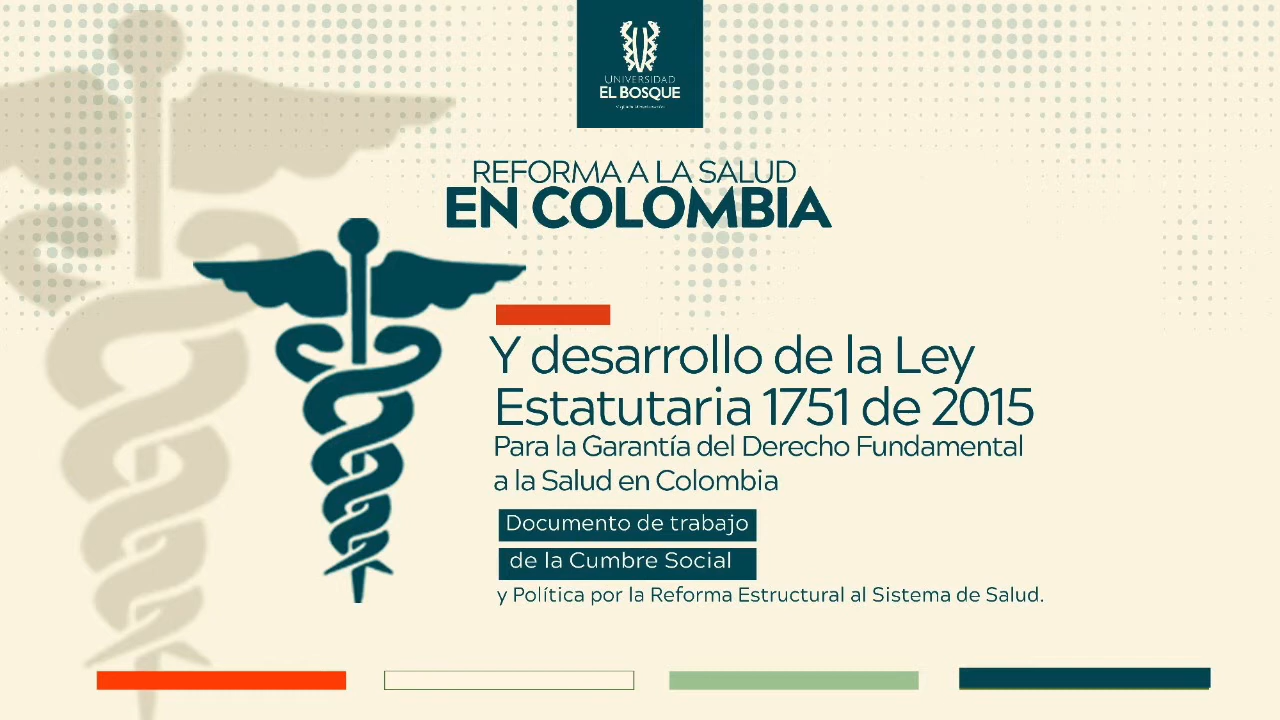 UNIVERSIDAD
EL BOSQUE
REFORMA A LA SALUD
EN COLOMBIA
Y desarrollo de la Ley
Estatutaria 1751 de 2015
Para la Garantía del Derecho Fundamental
a la Salud en Colombia
Documento de trabajo
de la Cumbre Social
y Política por la Reforma Estructural al Sistema de Salud.